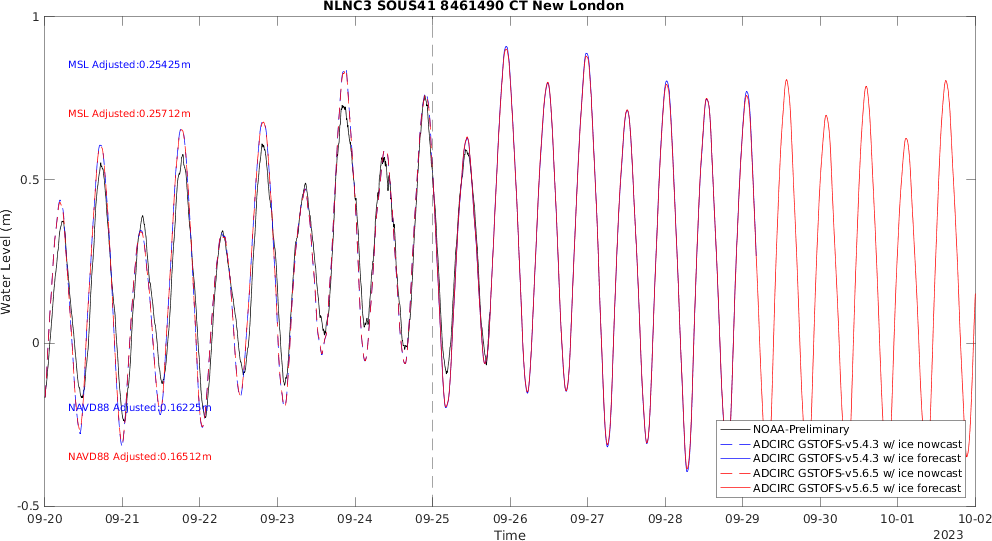 NLNC3 SOUS41 8461490 CT New London
1
0.5
0
-0.5
Water Level (m)
MSL Adjusted:0.25425m
MSL Adjusted:0.25712m
NAVD88 Adjusted:0.16225m
NAVD88 Adjusted:0.16512m
NOAA-Preliminary
ADCIRC GSTOFS-v5.4.3 w/ ice nowcast
ADCIRC GSTOFS-v5.4.3 w/ ice forecast
ADCIRC GSTOFS-v5.6.5 w/ ice nowcast
ADCIRC GSTOFS-v5.6.5 w/ ice forecast
09-20 09-21 09-22 09-23 09-24 09-25 09-26 09-27 09-28 09-29 09-30 10-01 10-02
Time
2023